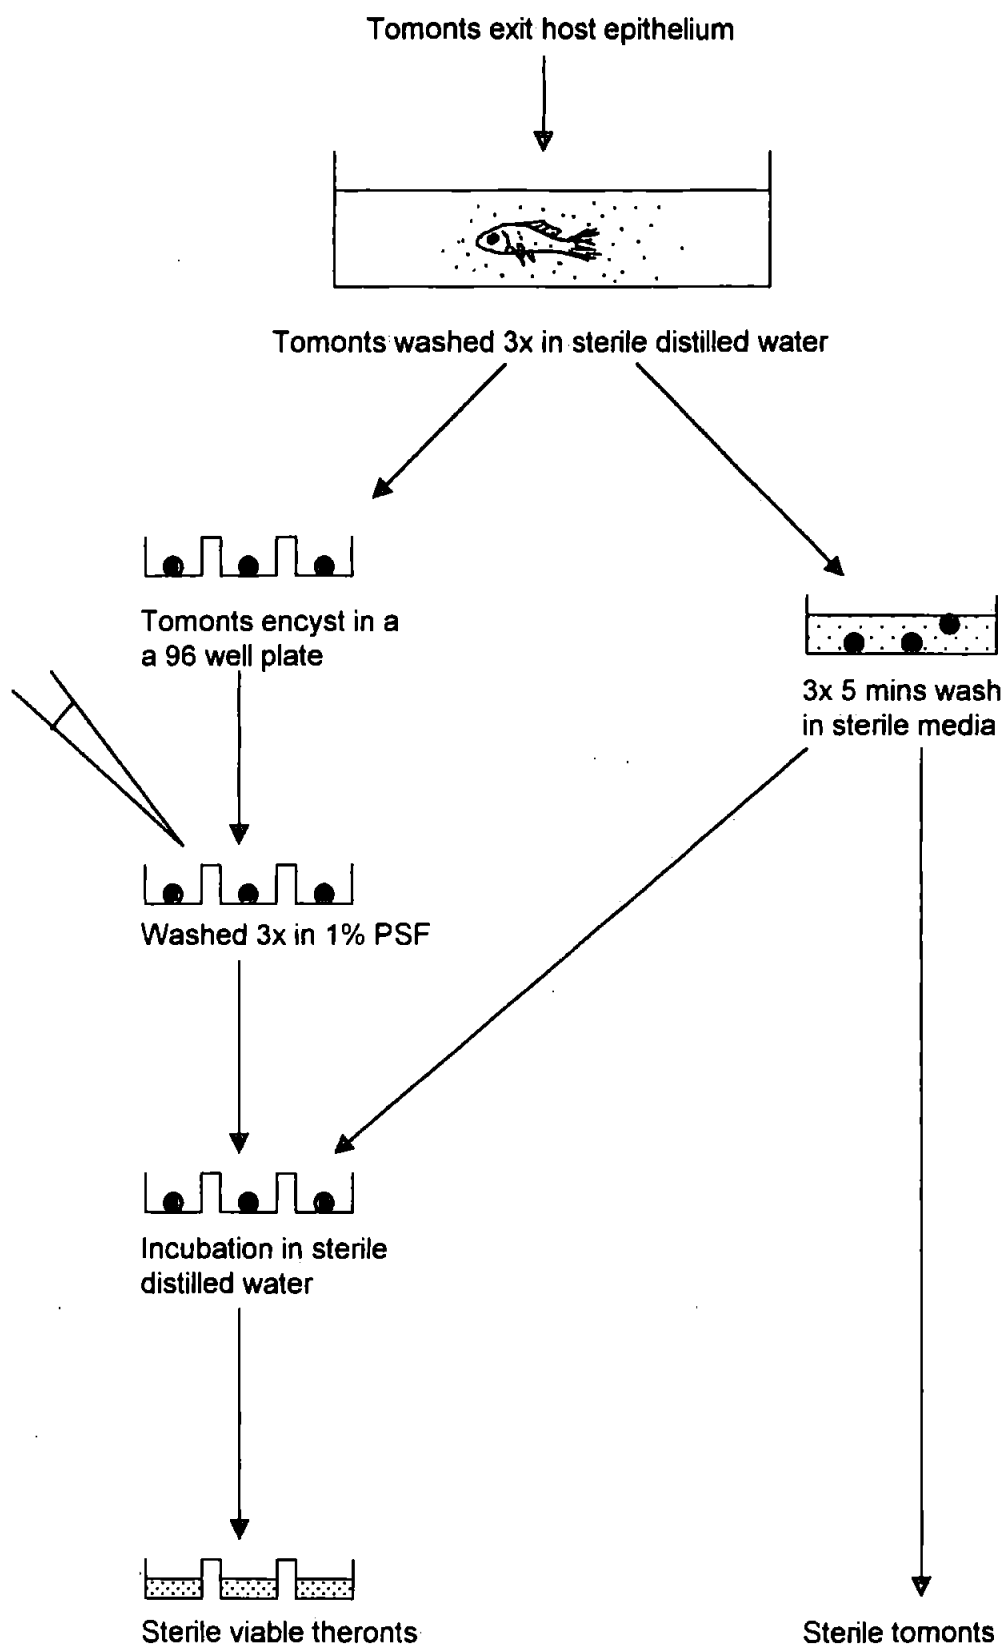 Tomonts exit host epithelium
Tomonts washed 3x in sterile distilled water
Tomonts encyst in a
a 96 well plate
3x 5 mins wash
in sterile media
Washed 3x in 1% PSF
Incubation in sterile
distilled water
Sterile viable theronts
Sterile tomonts